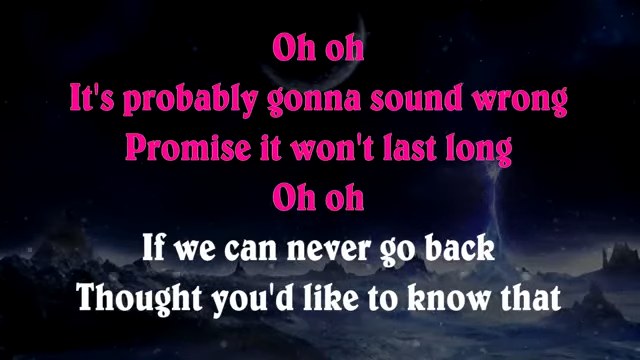 Oh oh
It's probably gonna sound wrong
Promise it won't last long
Oh oh
If we can never go back
Thought you'd like to know that